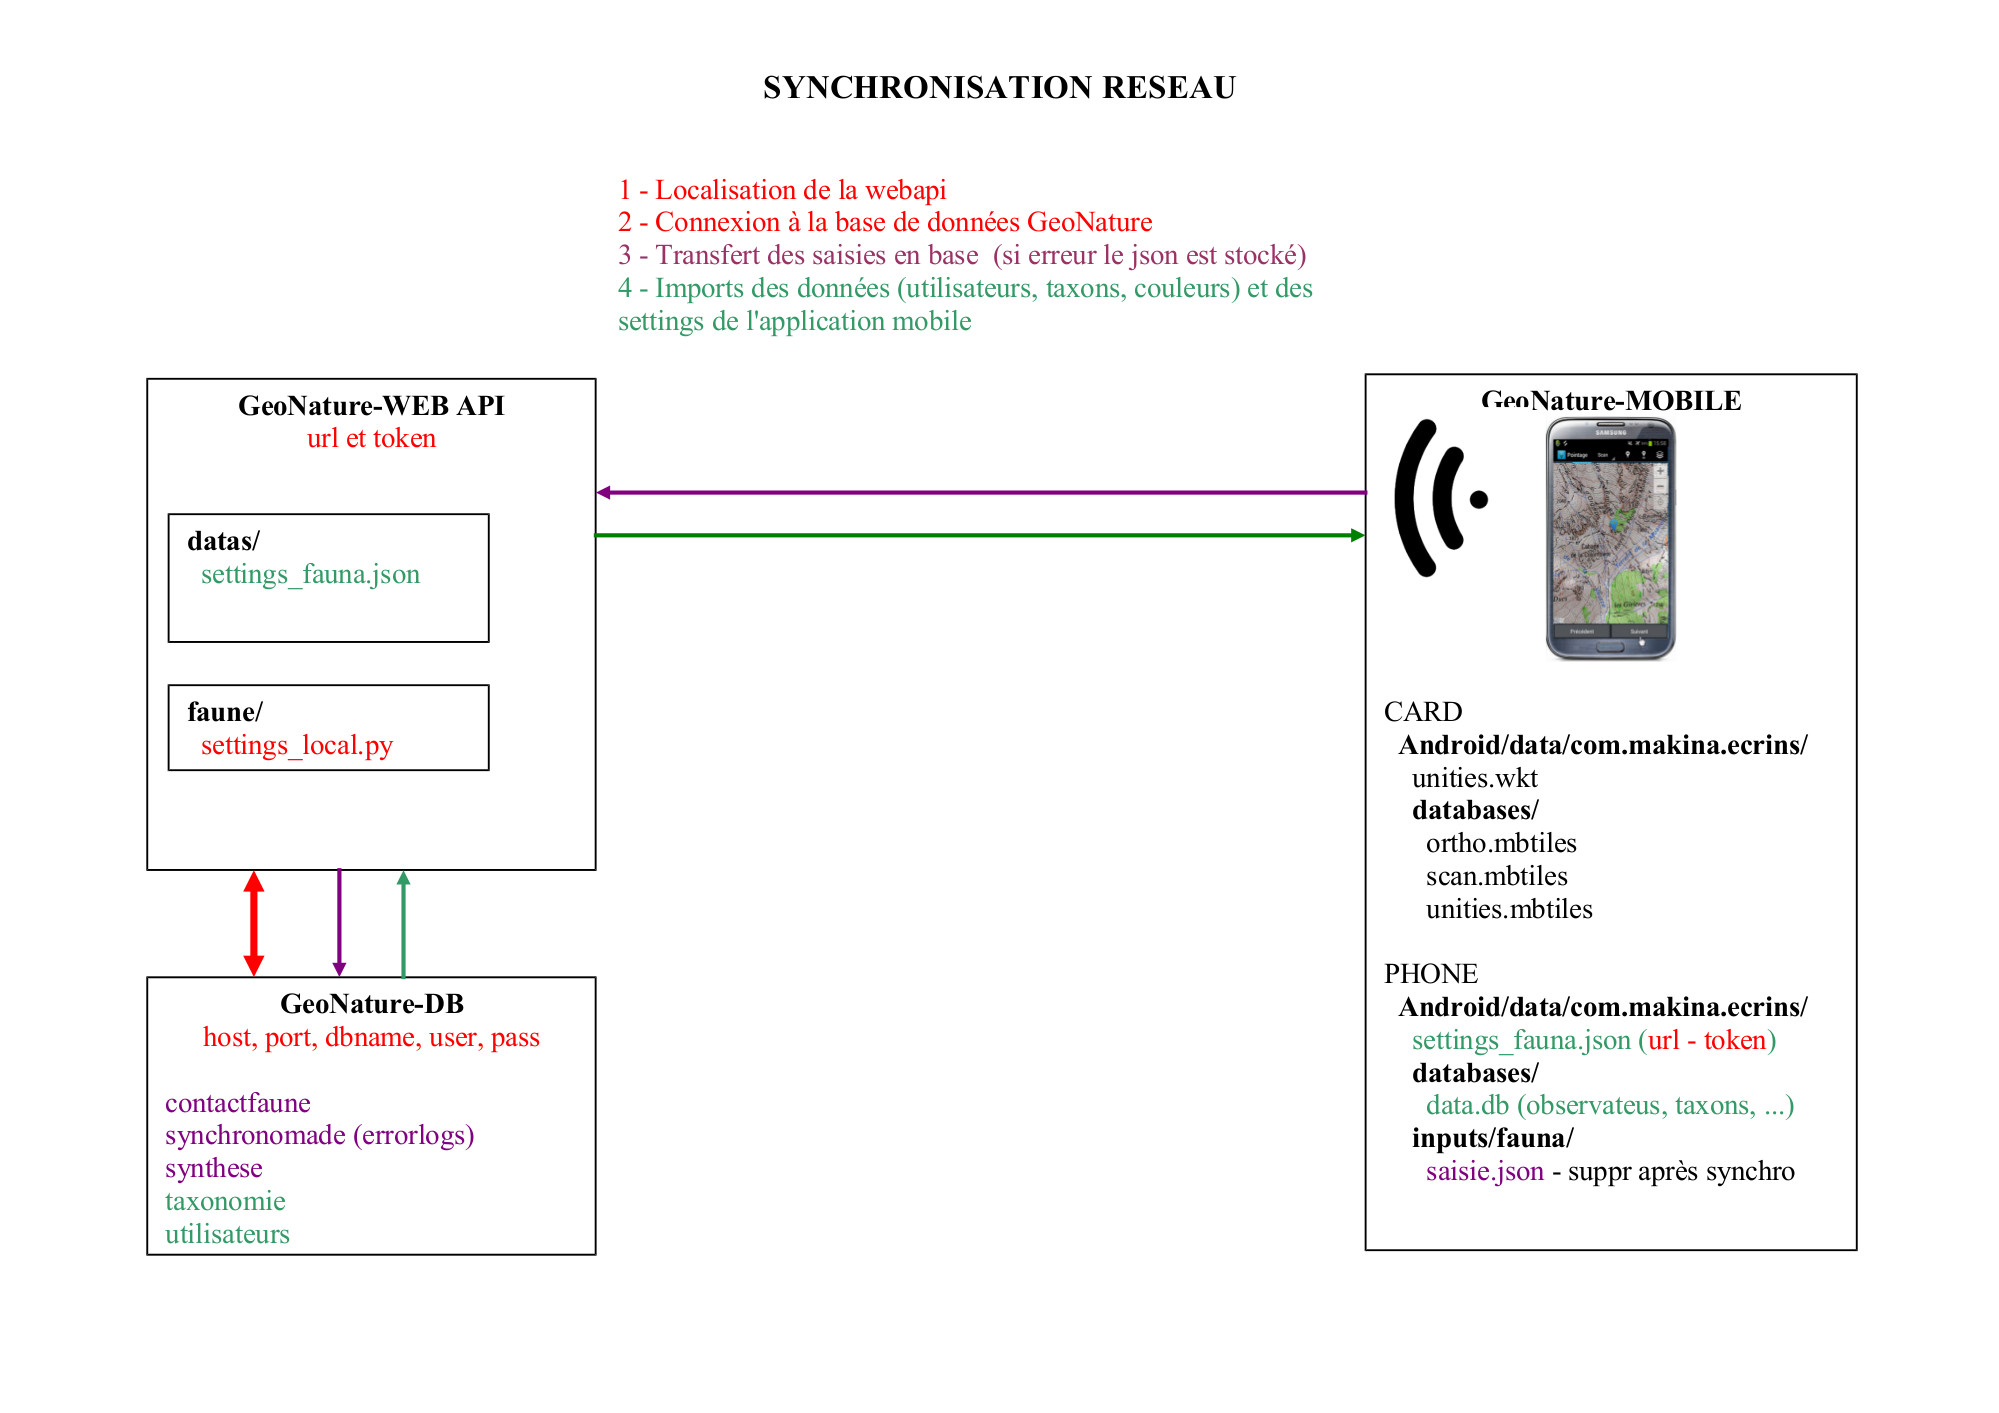 SYNCHRONISATION RESEAU
1 - Localisation de la webapi
2 - Connexion à la base de données GeoNature
3 - Transfert des saisies en base  (si erreur le json est stocké)
4 - Imports des données (utilisateurs, taxons, couleurs) et des
settings de l'application mobile
GeoNature-WEB API
url et token
datas/
settings_fauna.json
faune/
settings_local.py
GeoNature-DB
host, port, dbname, user, pass
contactfaune
synchronomade (errorlogs)
synthese
taxonomie
utilisateurs
GeoNature-MOBILE
SAMSUNG
Pointage
Scan
Précédent
Suivant
CARD
Android/data/com.makina.ecrins/
unities.wkt
databases/
ortho.mbtiles
scan.mbtiles
unities.mbtiles
PHONE
Android/data/com.makina.ecrins/
settings_fauna.json (url - token)
databases/
data.db (observateus, taxons, ...)
inputs/fauna/
saisie.json - suppr après synchro